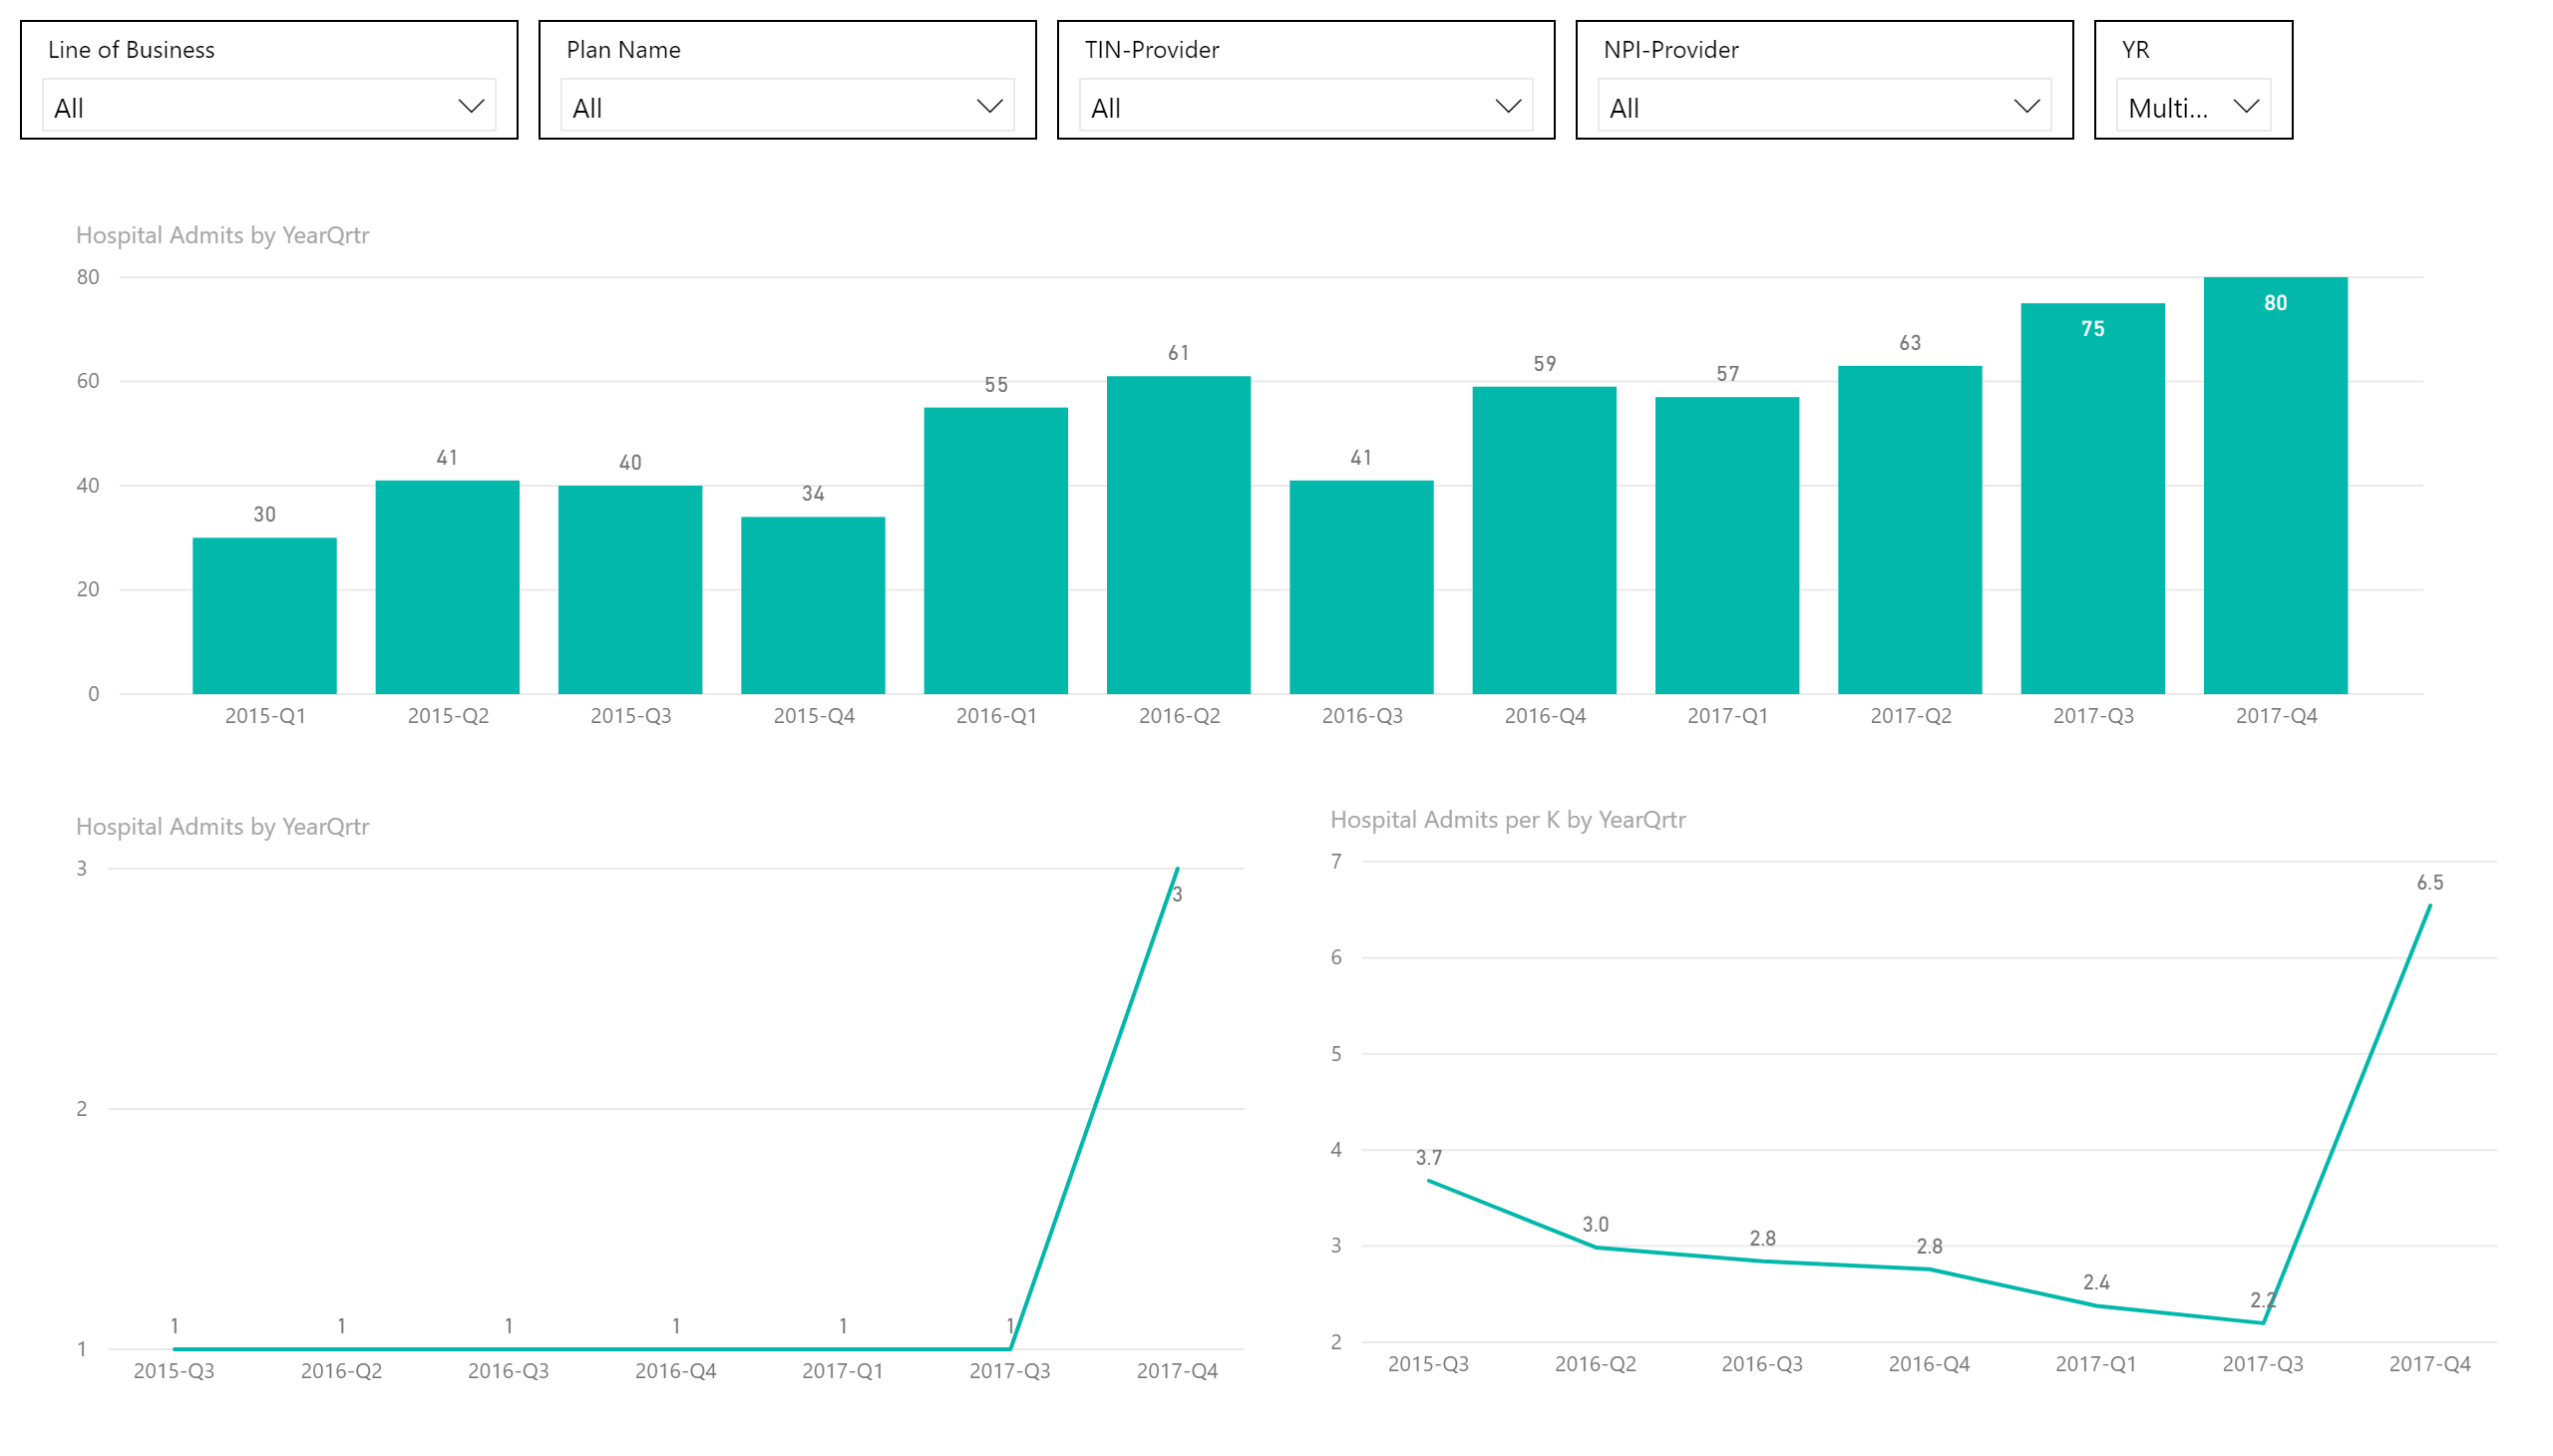 Line of Business
All
Plan Name
All
TIN-Provider
All
NPI-Provider
All
YR
Multi...
Hospital Admits by YearQrtr
80
60
40
20
0
30
41
40
34
55
61
41
59
57
63
75
80
2015-Q1 2015-Q2 2015-Q3 2015-Q4 2016-Q1 2016-Q2 2016-Q3 2016-Q4 2017-Q1 2017-Q2 2017-Q3 2017-Q4
Hospital Admits by YearQrtr
3
2
1
1 1 1 1 1 1 3
2015-Q3 2016-Q2 2016-Q3 2016-Q4 2017-Q1 2017-Q3 2017-Q4
Hospital Admits per K by YearQrtr
7
6
5
4
3
2
3.7
3.0
2.8
2.8
2.4
2.2
6.5
2015-Q3 2016-Q2 2016-Q3 2016-Q4 2017-Q1 2017-Q3 2017-Q4